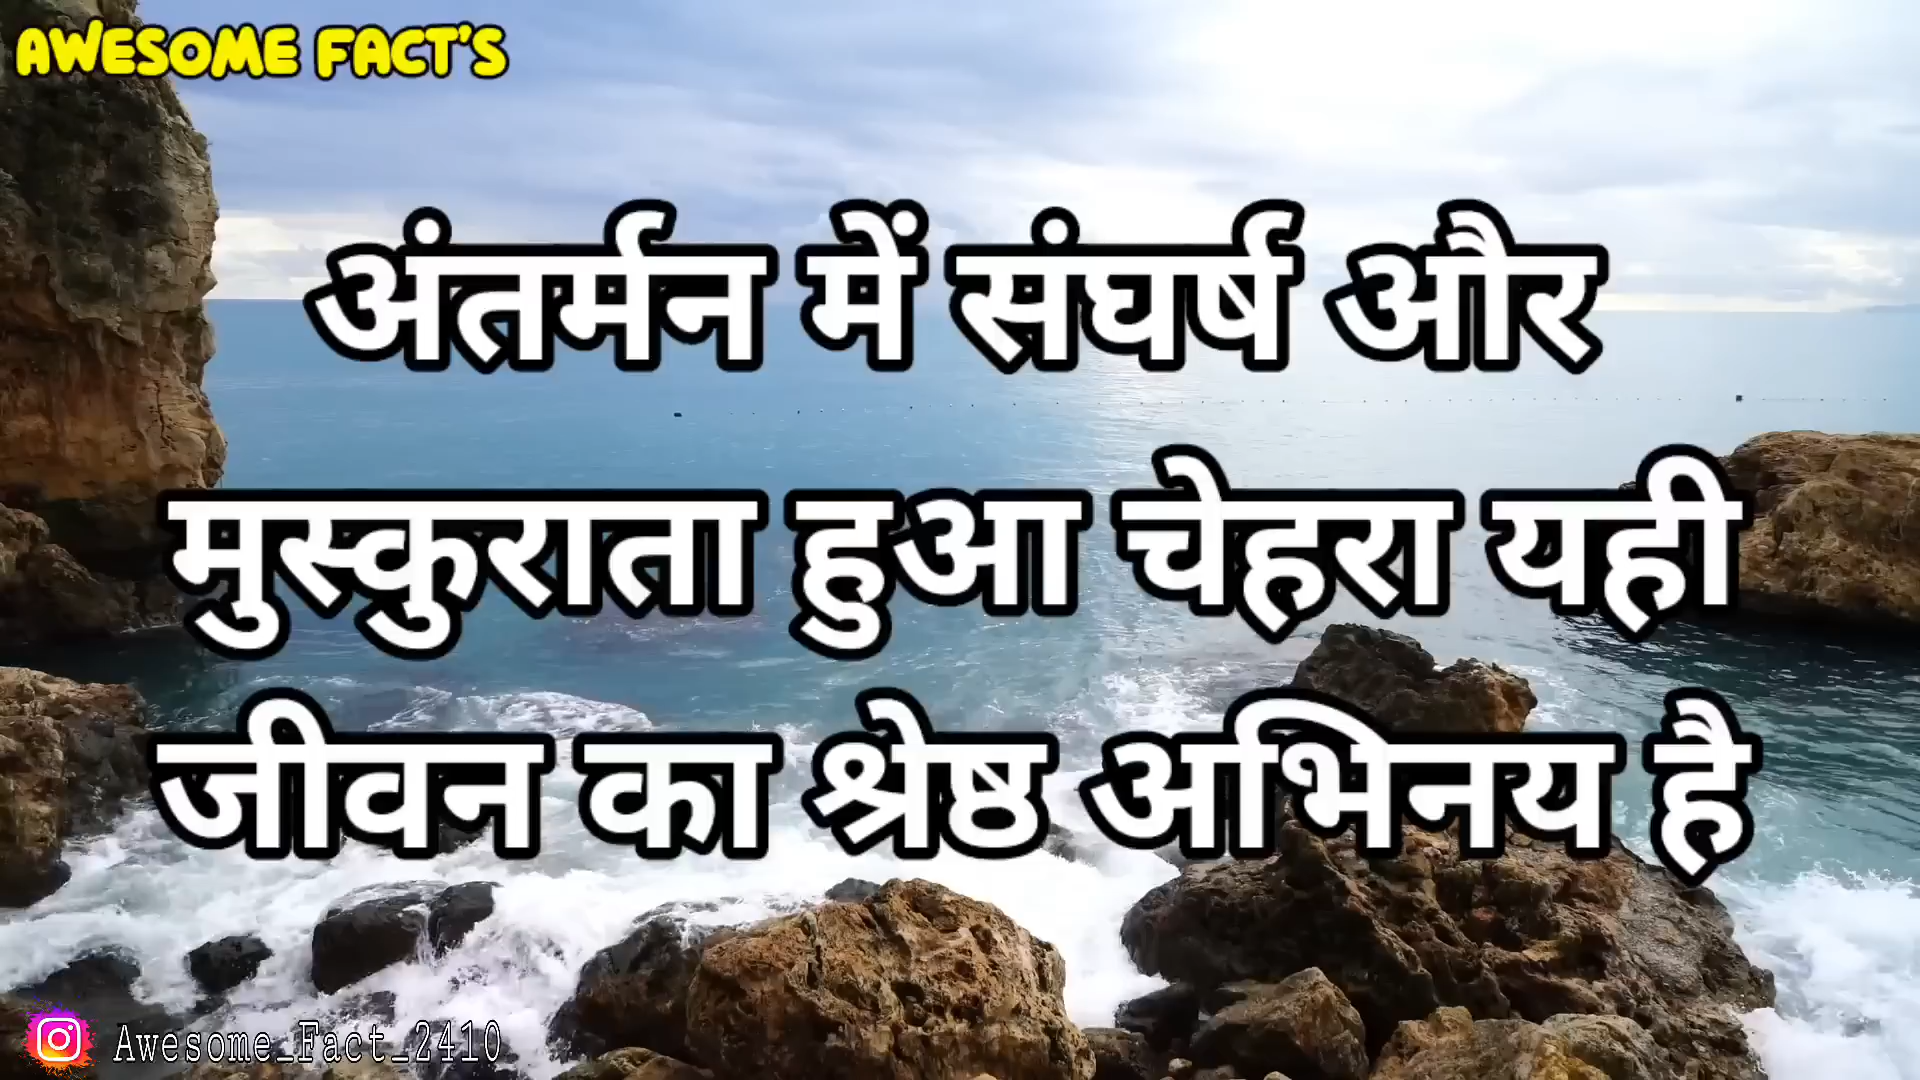 AWESOME FACT'S
अंतर्मन में संघर्ष और
मुस्कुराता हुआ चेहरा यही
जीवन का श्रेष्ठ अभिनय है
Awesome_Fact_2410